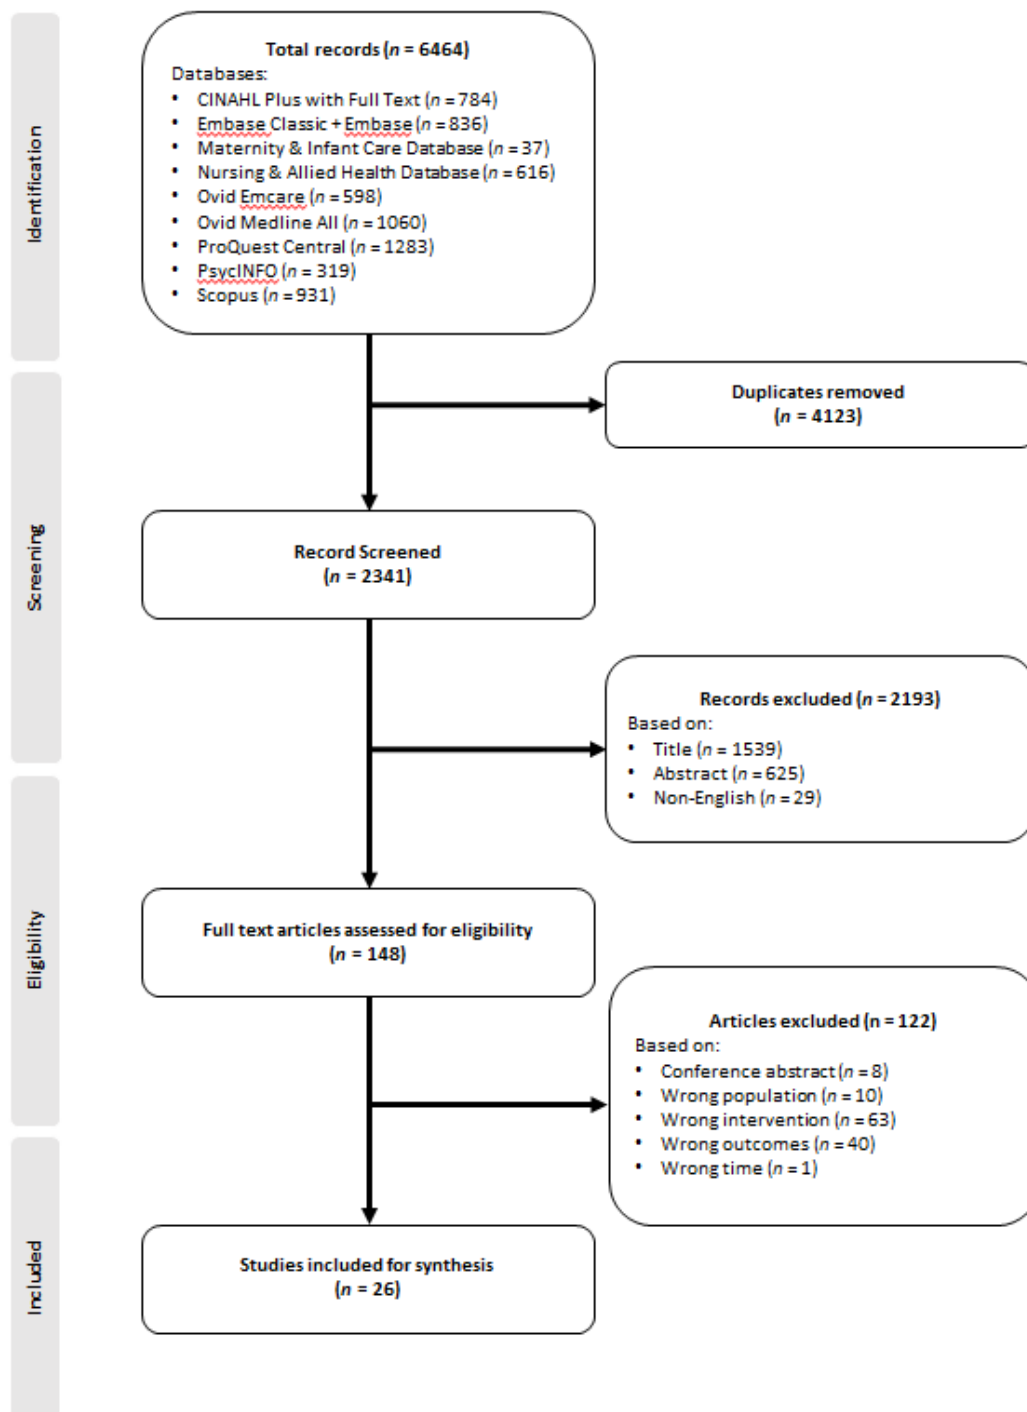 Identification
Total records (n = 6464)
Databases:
• CINAHL Plus with Full Text (n = 784)
• Embase Classic + Embase (n = 836)
• Maternity & Infant Care Database (n = 37)
• Nursing & Allied Health Database (n = 616)
• Ovid Emcare (n = 598)
• Ovid Medline All (n = 1060)
• ProQuest Central (n = 1283)
• PsycINFO (n = 319)
• Scopus (n = 931)
Screening
Duplicates removed
(n = 4123)
Record Screened
(n = 2341)
Records excluded (n = 2193)
Based on:
• Title (n = 1539)
• Abstract (n = 625)
• Non-English (n = 29)
Eligibility
Full text articles assessed for eligibility
(n = 148)
Articles excluded (n = 122)
Based on:
• Conference abstract (n = 8)
• Wrong population (n = 10)
• Wrong intervention (n = 63)
• Wrong outcomes (n = 40)
• Wrong time (n = 1)
Included
Studies included for synthesis
(n = 26)